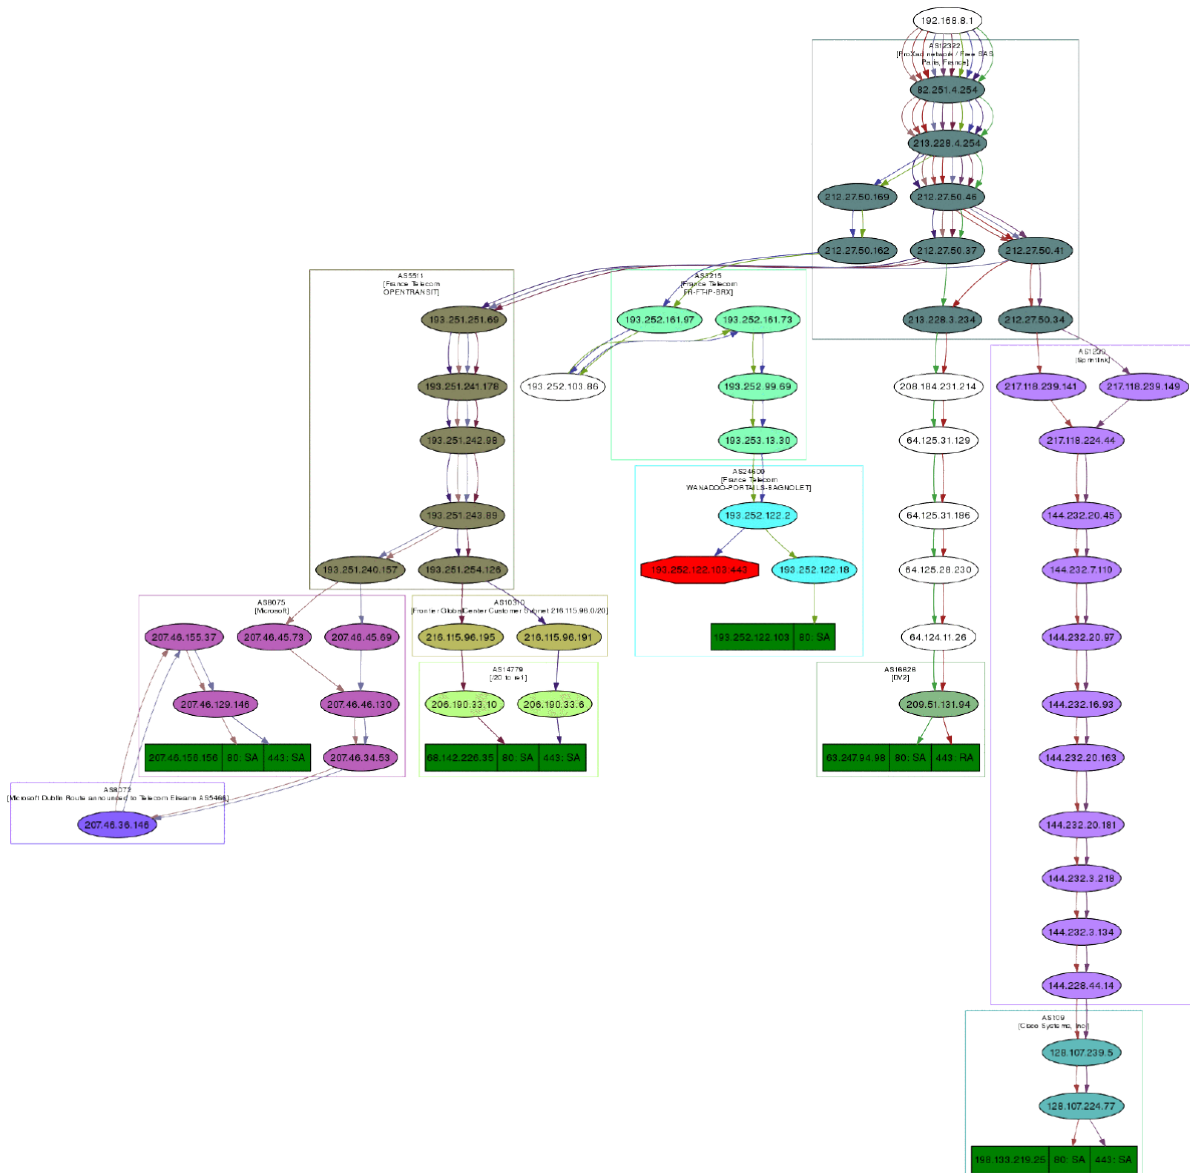 192.168.8.1
AS12322
[ProXad network / Free SAS
Paris, France]
82.251.4.254
213.228.4.254
212.27.50.169
212.27.50.46
212.27.50.162
212.27.50.37
212.27.50.41
213.228.3.234
212.27.50.34
AS5511
[France Telecom
OPENTRANSIT]
193.251.251.69
193.251.241.178
193.251.242.98
193.251.243.89
193.251.240.157
193.251.254.126
AS3215
[France Telecom
FR-FT-IP-BRX]
193.252.161.97
193.252.161.73
193.252.103.86
193.252.99.69
193.253.13.30
208.184.231.214
64.125.31.129
64.125.31.186
64.125.28.230
64.124.11.26
AS1239
[Sprintlink]
217.118.239.141
217.118.239.149
217.118.224.44
144.232.20.45
144.232.7.110
144.232.20.97
144.232.16.93
144.232.20.163
144.232.20.181
144.232.3.218
144.232.3.134
144.228.44.14
AS24600
[France Telecom
WANADOO-PORTAILS-BAGNOLET]
193.252.122.2
193.252.122.103:443
193.252.122.18
193.252.122.103 80: SA
AS8075
[Microsoft]
207.46.155.37
207.46.45.73
207.46.45.69
207.46.129.146
207.46.46.130
207.46.156.156 80: SA 443: SA
207.46.34.53
AS10310
[Frontier GlobalCenter Customer Subnet 216.115.96.0/20]
216.115.96.195
216.115.96.191
AS14779
206.190.33.10
206.190.33.6
68.142.226.35 80: SA 443: SA
AS16626
[DV2]
209.51.131.94
63.247.94.98 80: SA 443: RA
[Microsoft Dublin Route announced to Telecom Eireann AS5466]
207.46.36.146
AS109
[Cisco Systems, Inc.]
128.107.239.5
128.107.224.77
198.133.219.25 80: SA 443: SA